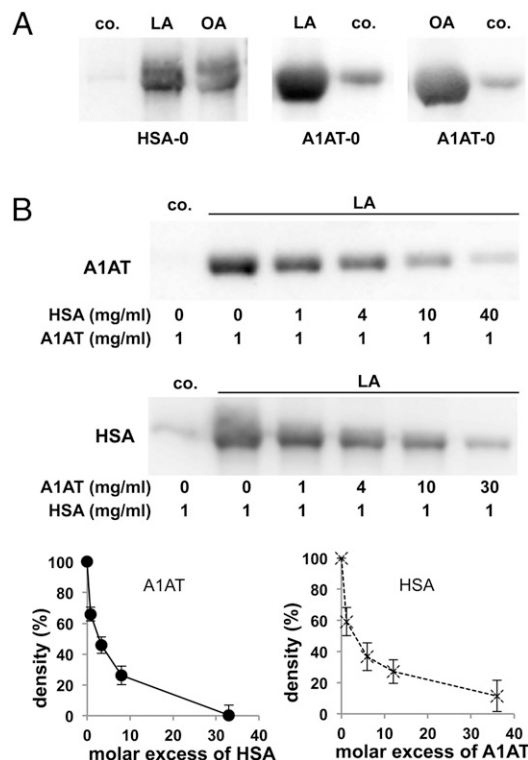 A
co. LA OA LA co. OA co.
HSA-0 A1AT-0 A1AT-0
B
co. LA
A1AT
HSA (mg/ml) 0 0 1 4 10 40
A1AT (mg/ml) 1 1 1 1 1 1
co. LA
HSA
A1AT (mg/ml) 0 0 1 4 10 30
HSA (mg/ml) 1 1 1 1 1 1
density (%)
100
80
60
40
20
0
A1AT
0 10 20 30 40
molar excess of HSA
density (%)
100
80
60
40
20
0
HSA
0 20 40
molar excess of A1AT